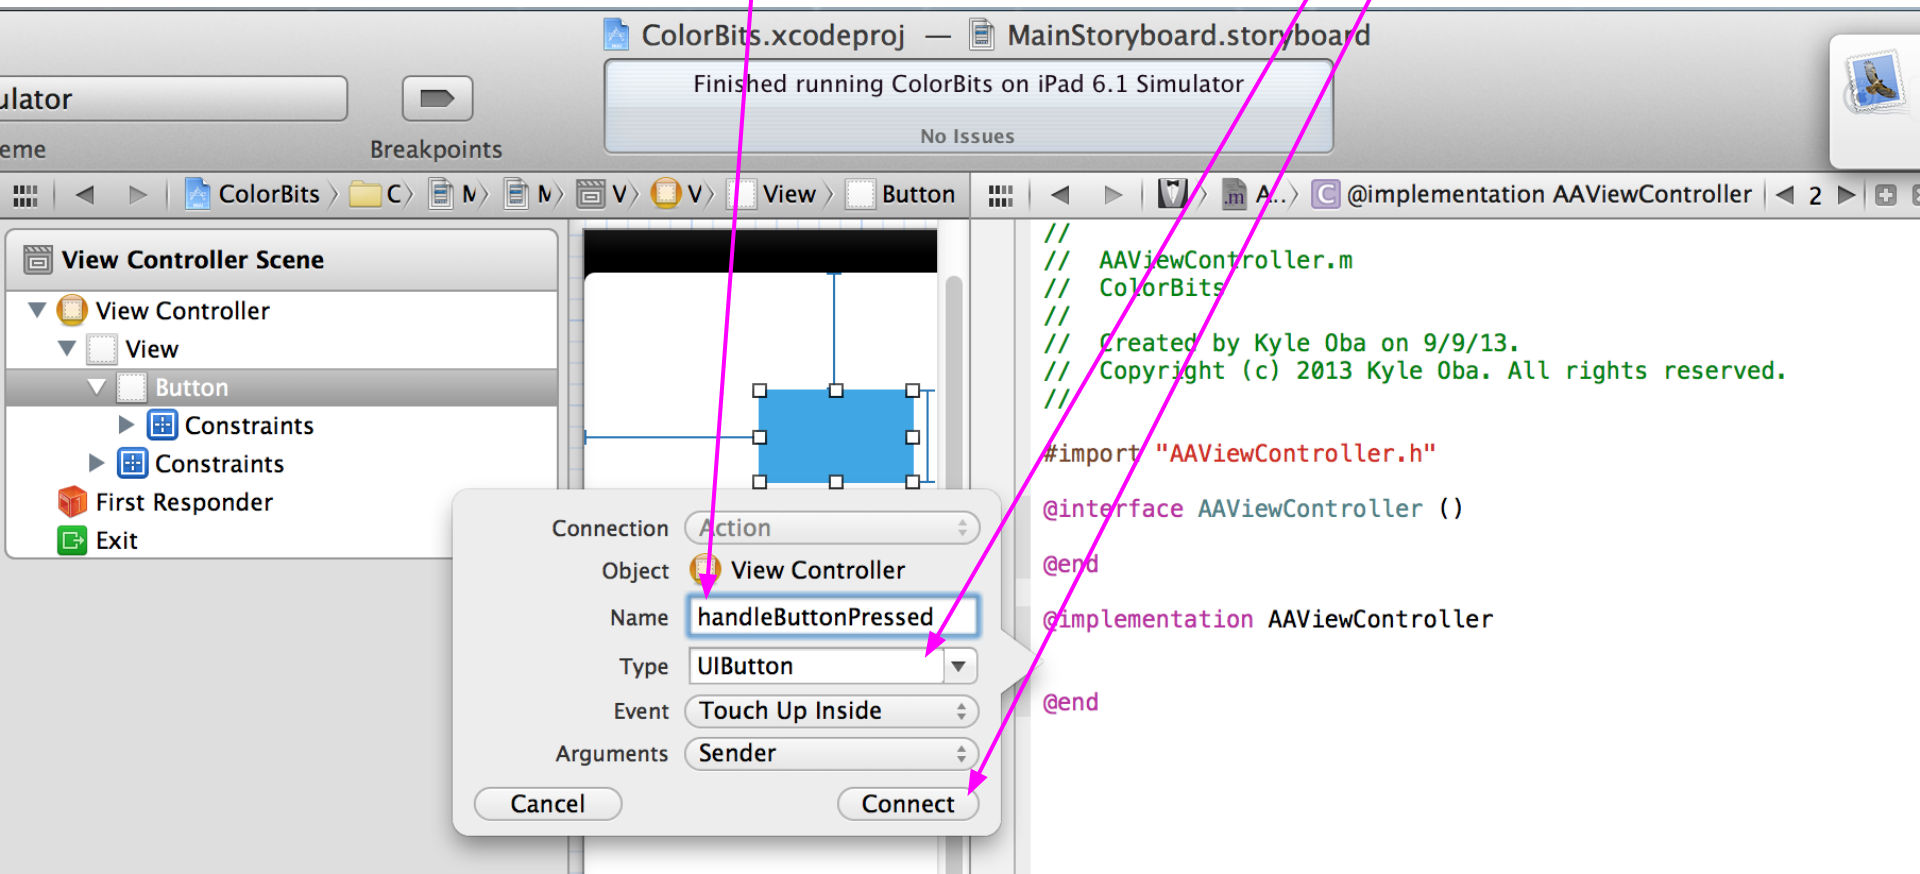 ColorBits.xcodeproj — MainStoryboard.storyboard
Finished running ColorBits on iPad 6.1 Simulator
No Issues
ulator
eme
Breakpoints
ColorBits C M M V V View Button
A.. C @implementation AAViewController 2
View Controller Scene
View Controller
View
Button
Constraints
Constraints
First Responder
Exit
Connection Action
Object View Controller
Name handleButtonPressed
Type UIButton
Event Touch Up Inside
Arguments Sender
Cancel Connect
//
// AAViewController.m
// ColorBits
//
// Created by Kyle Oba on 9/9/13.
// Copyright (c) 2013 Kyle Oba. All rights reserved.
//
#import "AAViewController.h"
@interface AAViewController ()
@end
@implementation AAViewController
@end